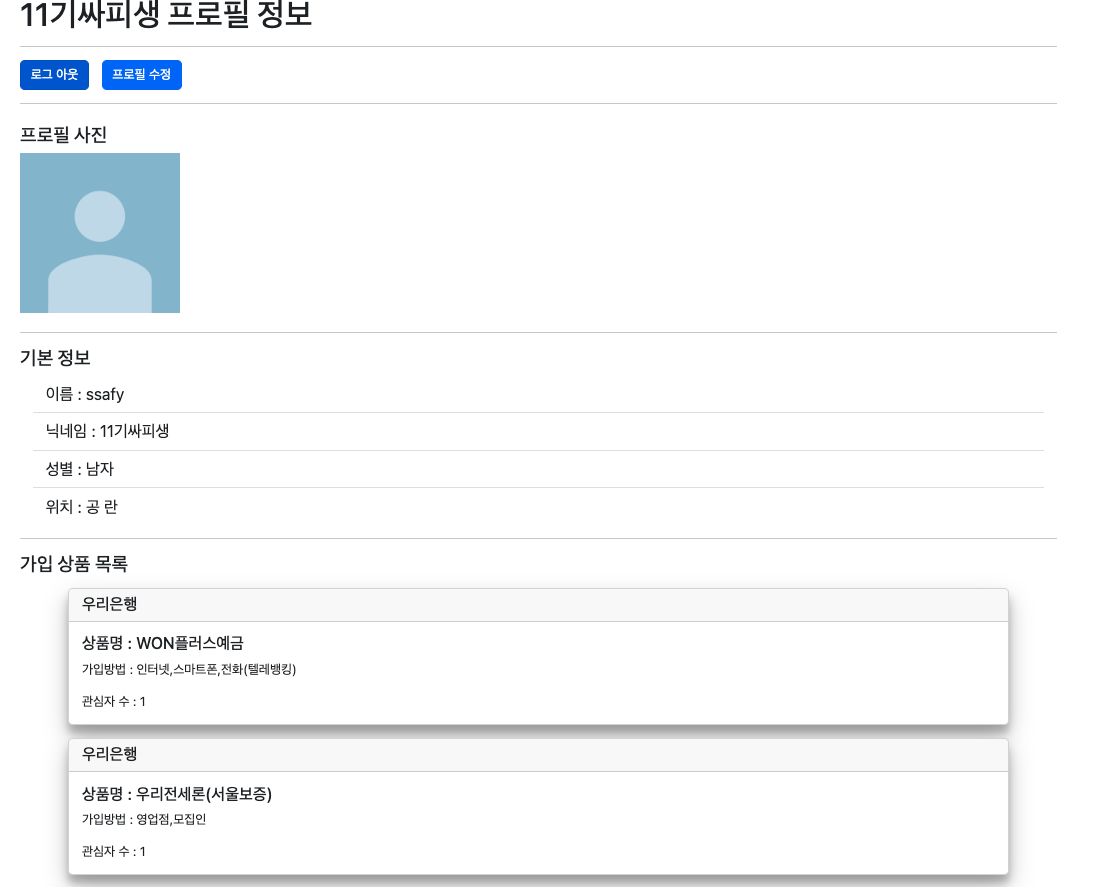 11기싸피생 프로필 정보
로그 아웃 프로필 수정
프로필 사진
기본 정보
이름 : ssafy
닉네임 : 11기싸피생
성별 : 남자
위치 : 공 란
가입 상품 목록
우리은행
상품명 : WON플러스예금
가입방법 : 인터넷,스마트폰,전화(텔레뱅킹)
관심자 수 : 1
우리은행
상품명 : 우리전세론(서울보증)
가입방법 : 영업점,모집인
관심자 수 : 1